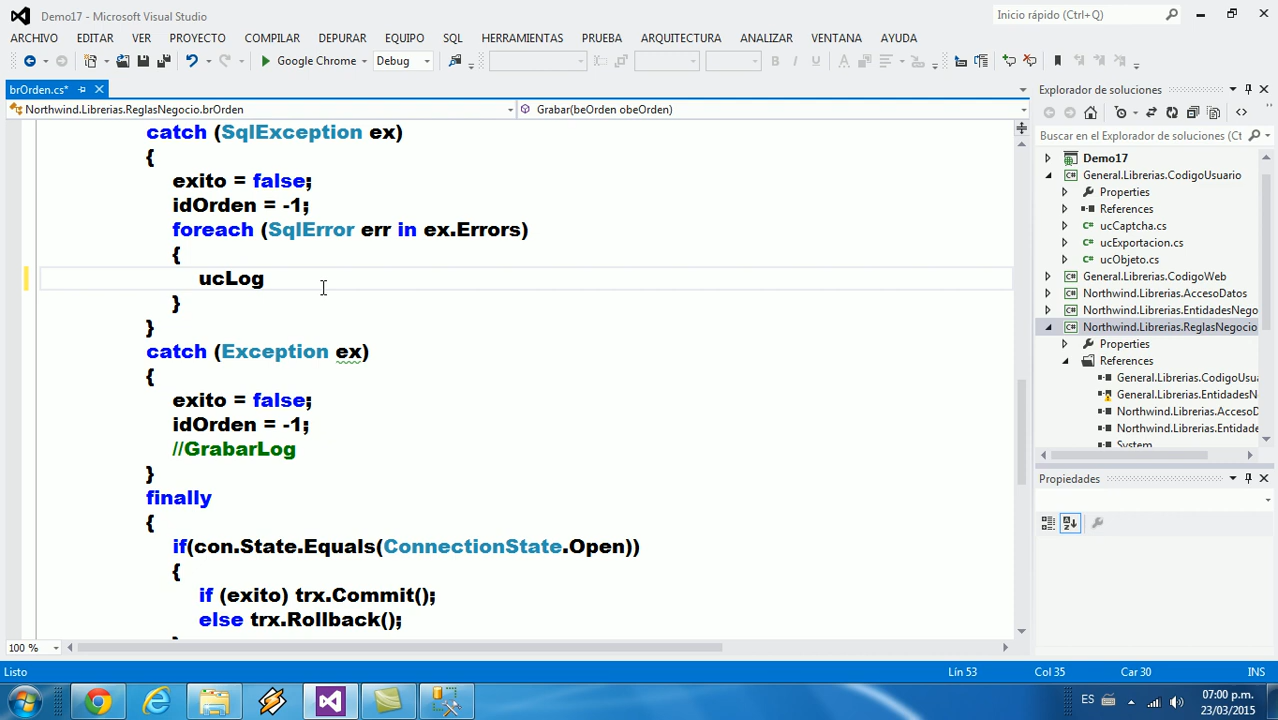 Demo17 - Microsoft Visual Studio
Inicio rápido (Ctrl+Q)
ARCHIVO EDITAR VER PROYECTO COMPILAR DEPURAR EQUIPO SQL HERRAMIENTAS PRUEBA ARQUITECTURA ANALIZAR VENTANA AYUDA
Google Chrome Debug
brOrden.cs*
Northwind.Librerias.ReglasNegocio.brOrden
Grabar(beOrden obeOrden)
catch (SqlException ex)
{
exito = false;
idOrden = -1;
foreach (SqlError err in ex.Errors)
{
ucLog
}
}
catch (Exception ex)
{
exito = false;
idOrden = -1;
//GrabarLog
}
finally
{
if(con.State.Equals(ConnectionState.Open))
{
if (exito) trx.Commit();
else trx.Rollback();
100 %
Explorador de soluciones
Buscar en el Explorador de soluciones (Ct
Demo17
General.Librerias.CodigoUsuario
Properties
References
ucCaptcha.cs
ucExportacion.cs
ucObjeto.cs
General.Librerias.CodigoWeb
Northwind.Librerias.AccesoDatos
Northwind.Librerias.EntidadesNego
Northwind.Librerias.ReglasNegocio
Properties
References
General.Librerias.CodigoUsua
General.Librerias.EntidadesN
Northwind.Librerias.AccesoD
Northwind.Librerias.Entidade
System
Propiedades
Listo Lín 53 Col 35 Car 30 INS
ES
07:00 p.m.
23/03/2015